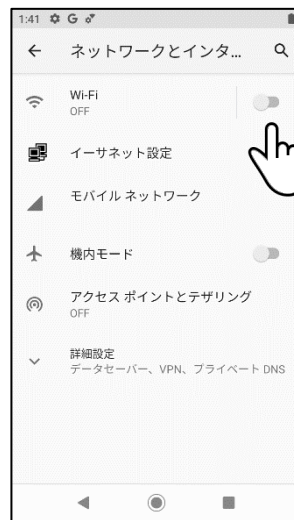 1:41 G
ネットワークとインタ...
Wi-Fi
OFF
イーサネット設定
モバイル ネットワーク
機内モード
アクセス ポイントとテザリング
OFF
詳細設定
データセーバー、VPN、プライベート DNS